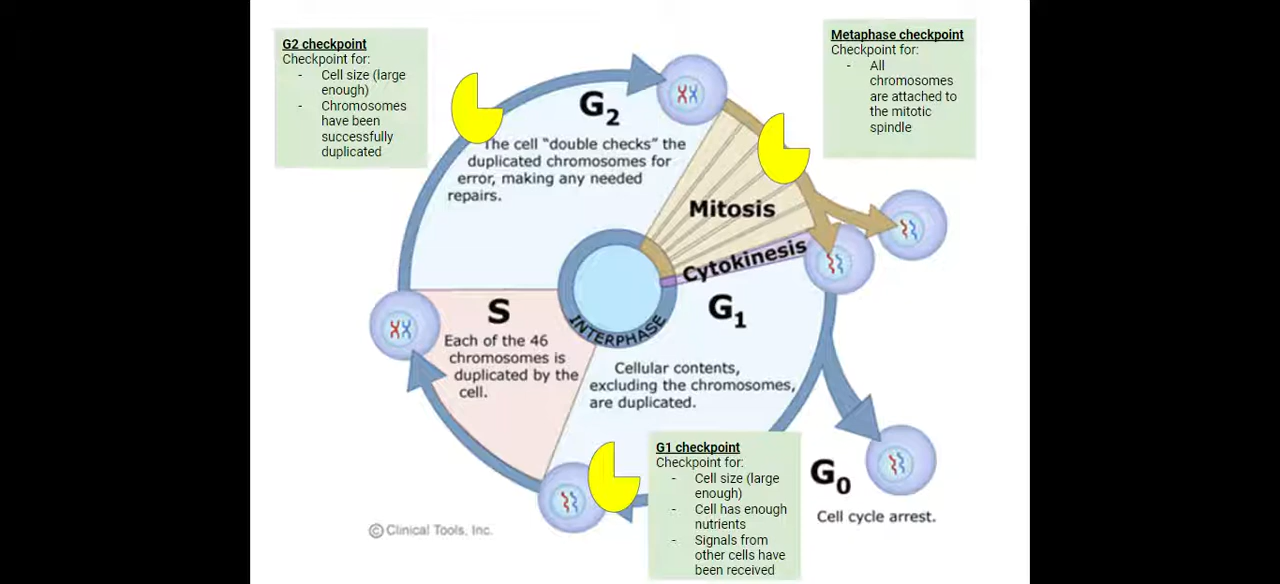 G2 checkpoint
Checkpoint for:
- Cell size (large
enough)
- Chromosomes
have been
successfully
duplicated
Metaphase checkpoint
Checkpoint for:
- All
chromosomes
are attached to
the mitotic
spindle
G2
The cell "double checks" the
duplicated chromosomes for
error, making any needed
repairs.
Mitosis
Cytokinesis
S
Each of the 46
chromosomes is
duplicated by the
cell.
INTERPHASE
G1
Cellular contents,
excluding the chromosomes,
are duplicated.
G1 checkpoint
Checkpoint for:
- Cell size (large
enough)
- Cell has enough
nutrients
- Signals from
other cells have
been received
G0
Cell cycle arrest.
© Clinical Tools, Inc.